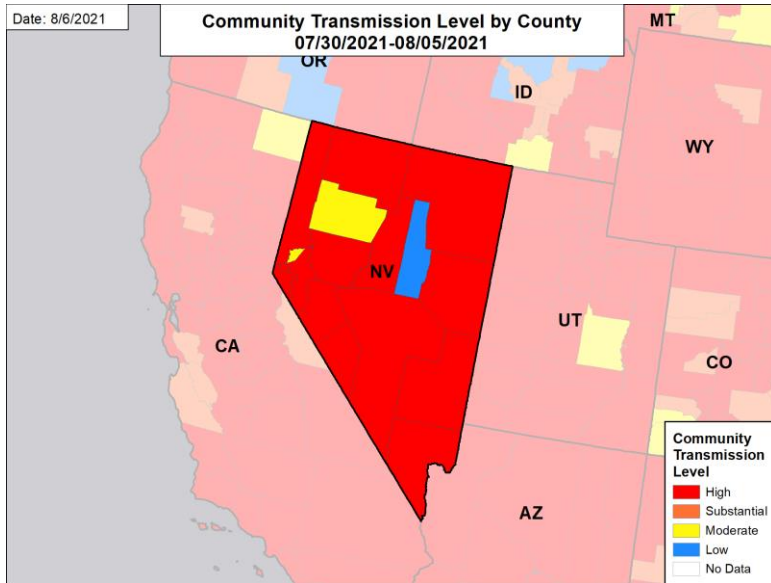 Date: 8/6/2021
Community Transmission Level by County
07/30/2021-08/05/2021
MT
OR
ID
WY
NV
UT
CA
CO
AZ
Community
Transmission
Level
High
Substantial
Moderate
Low
No Data